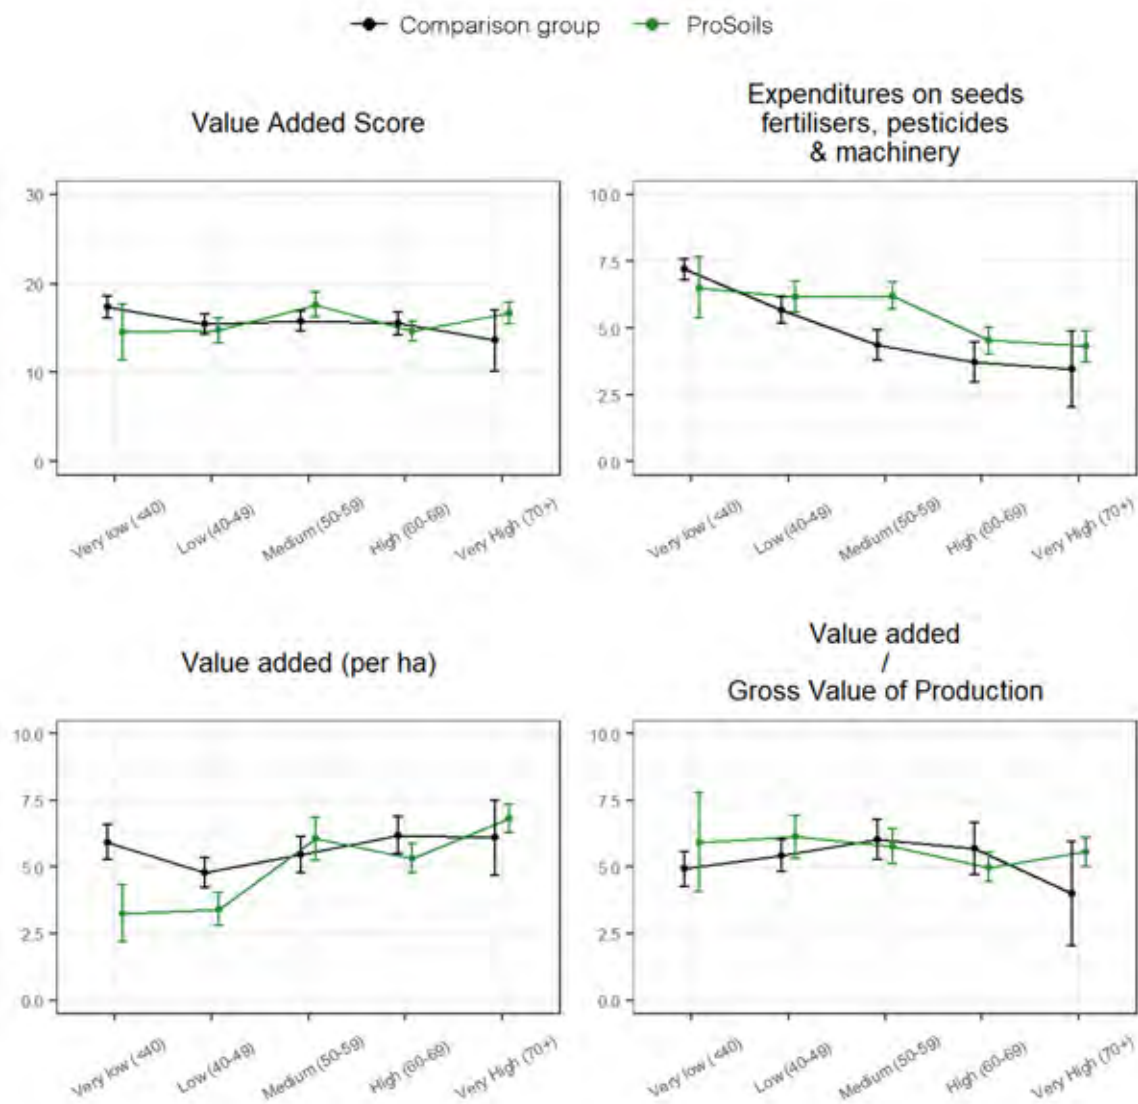 Comparison group ProSoils
Value Added Score
30
20
10
0
Very low (<40)
Low (40-49)
Medium (50-59)
High (60-69)
Very High (70+)
Expenditures on seeds
fertilisers, pesticides
& machinery
10.0
7.5
5.0
2.5
0.0
Very low (<40)
Low (40-49)
Medium (50-59)
High (60-69)
Very High (70+)
Value added (per ha)
10.0
7.5
5.0
2.5
0.0
Very low (<40)
Low (40-49)
Medium (50-59)
High (60-69)
Very High (70+)
Value added
/
Gross Value of Production
10.0
7.5
5.0
2.5
0.0
Very low (<40)
Low (40-49)
Medium (50-59)
High (60-69)
Very High (70+)